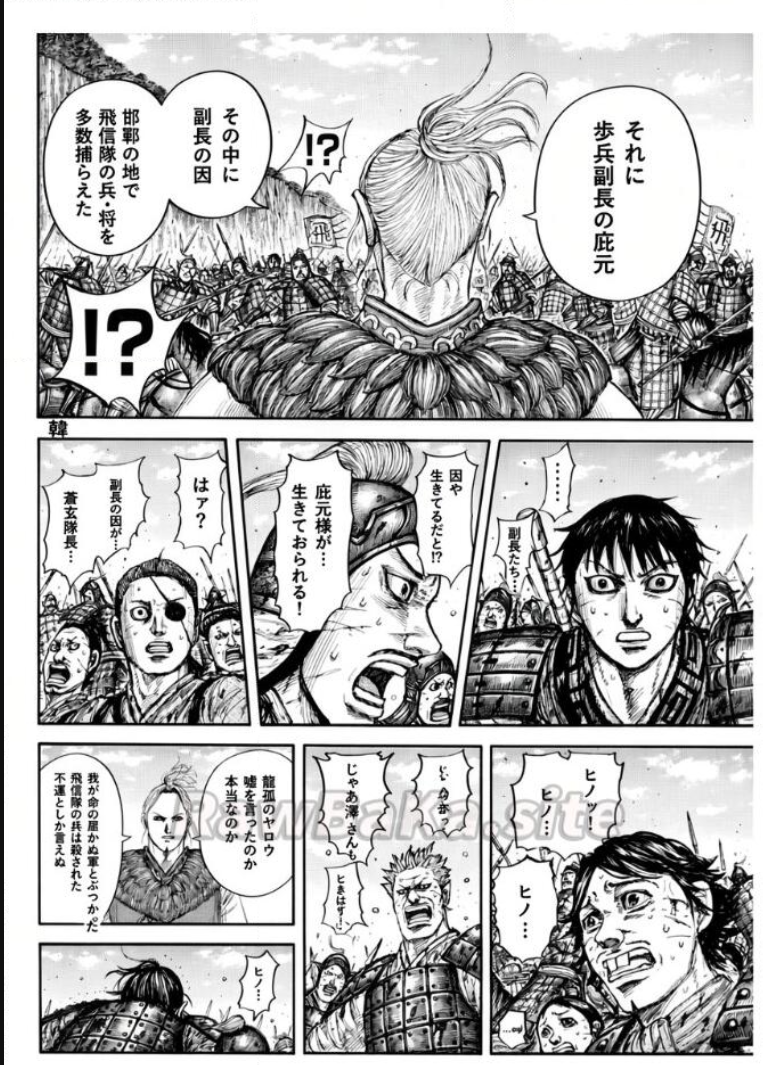 それに
歩兵副長の庇元
飛
!?
その中に
副長の因
邯鄲の地で
飛信隊の兵・将を
多数捕らえた
飛
!?
韓
……
副長たち…
因や
生きてるだと!?
庇元様が…
生きておられる！
はァ？
副長の因が…
蒼玄隊長…
ヒノッ！
ヒノ…
ヒノ…
じゃあ澤さんも
龍孤のヤロウ
嘘を言ったのか
本当なのか
我が命の届かぬ軍とぶつかった
飛信隊の兵は殺された
不運としか言えぬ
ヒノ…
RawBaKa.site